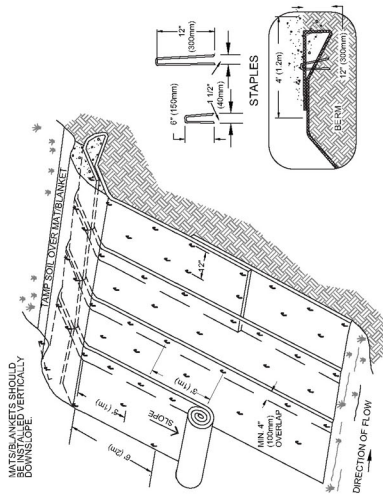 MATS/BLANKETS SHOULD
BE INSTALLED VERTICALLY
DOWNSLOPE.
TAMP SOIL OVER MAT/BLANKET
12"
(300mm)
6" (150mm)
1 1/2"
(40mm)
STAPLES
4' (1.2m)
12" (300mm)
BERM
12"
6' (2m)
.5' (1m)
3' (1m)
SLOPE
MIN. 4"
(100mm)
OVERLAP
DIRECTION OF FLOW